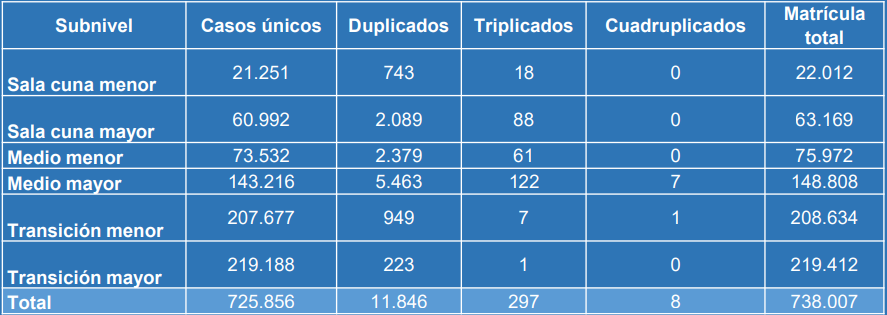 Subnivel Casos únicos Duplicados Triplicados Cuadruplicados Matrícula total
Sala cuna menor 21.251 743 18 0 22.012
Sala cuna mayor 60.992 2.089 88 0 63.169
Medio menor 73.532 2.379 61 0 75.972
Medio mayor 143.216 5.463 122 7 148.808
Transición menor 207.677 949 7 1 208.634
Transición mayor 219.188 223 1 0 219.412
Total 725.856 11.846 297 8 738.007